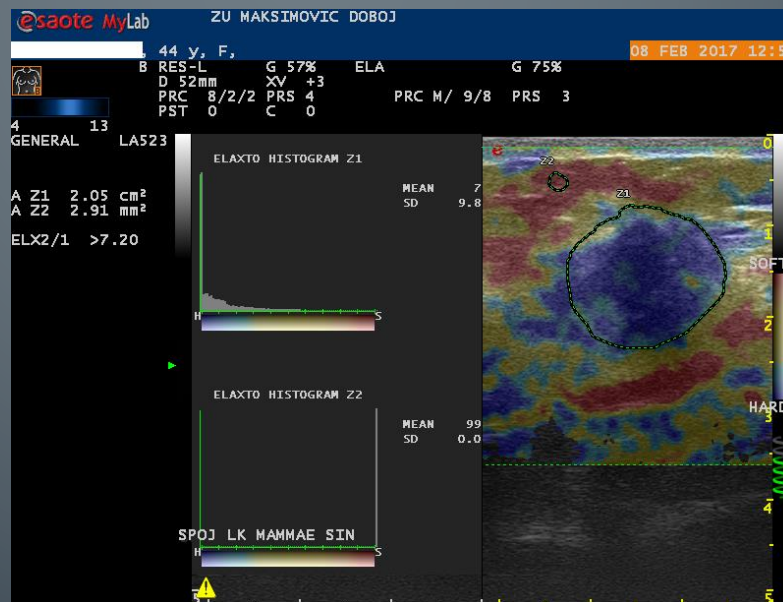 esaote MyLab
ZU MAKSIMOVIC DOBOJ
, 44 y, F,
08 FEB 2017 12:5
B RES-L G 57% ELA G 75%
D 52mm XV +3
PRC 8/2/2 PRS 4 PRC M/ 9/8 PRS 3
PST 0 C 0
4 13
GENERAL LA523
A Z1 2.05 cm²
A Z2 2.91 mm²
ELX2/1 >7.20
ELAXTO HISTOGRAM Z1
MEAN 7
SD 9.8
H S
ELAXTO HISTOGRAM Z2
MEAN 99
SD 0.0
SPOJ LK MAMMAE SIN
H S
e
Z2
Z1
0
1
SOFT
2
HARD
3
4
5